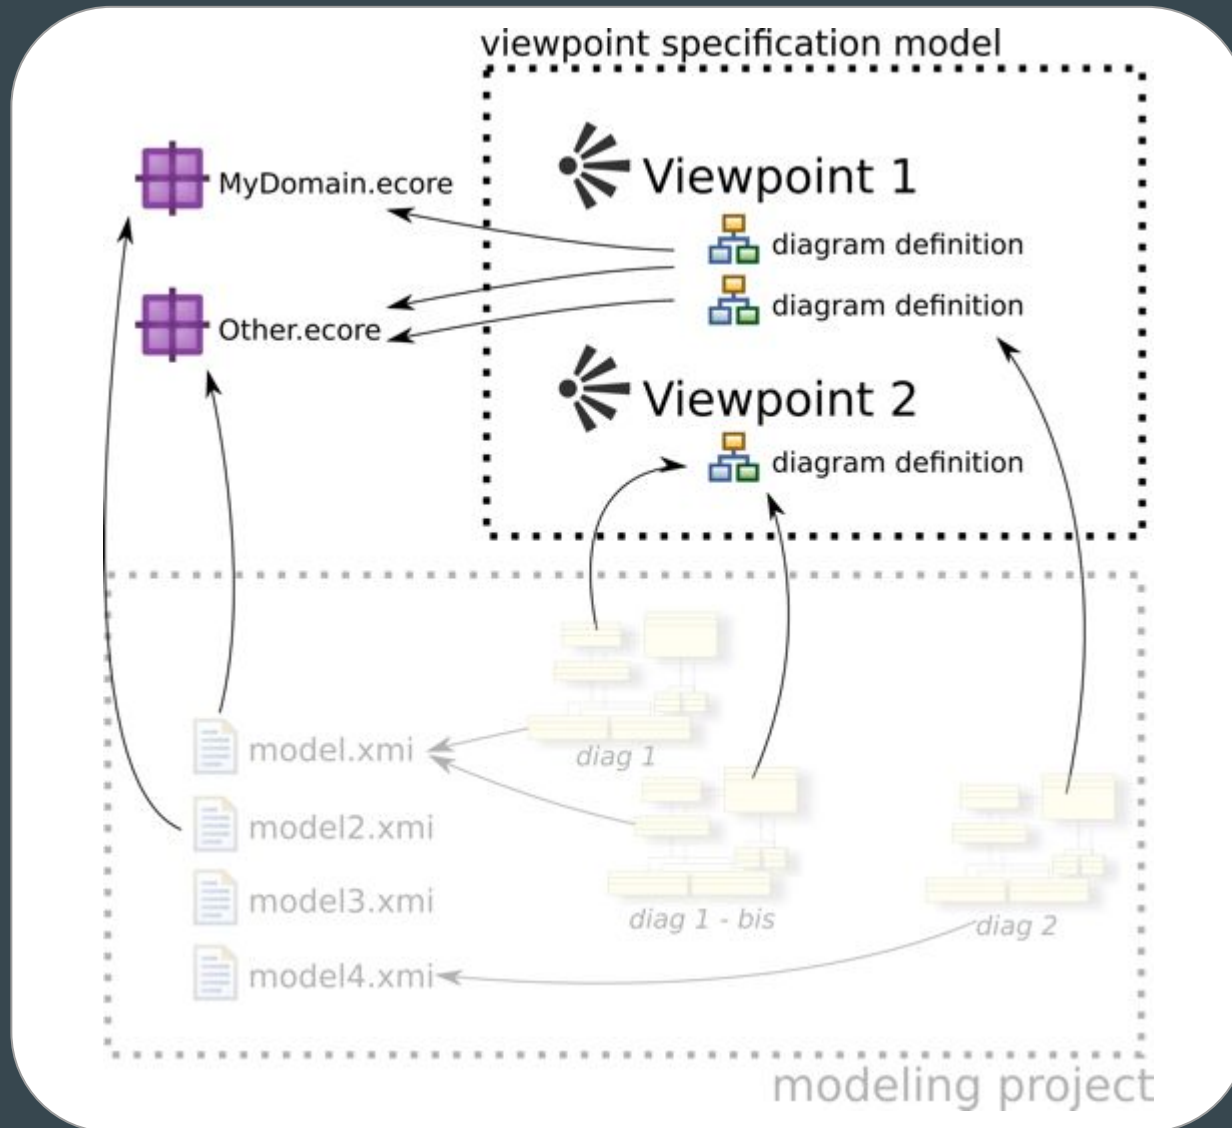 viewpoint specification model
Viewpoint 1
MyDomain.ecore
diagram definition
diagram definition
Other.ecore
Viewpoint 2
diagram definition
model.xmi
diag 1
model2.xmi
model3.xmi
diag 1 - bis
diag 2
model4.xmi
modeling project